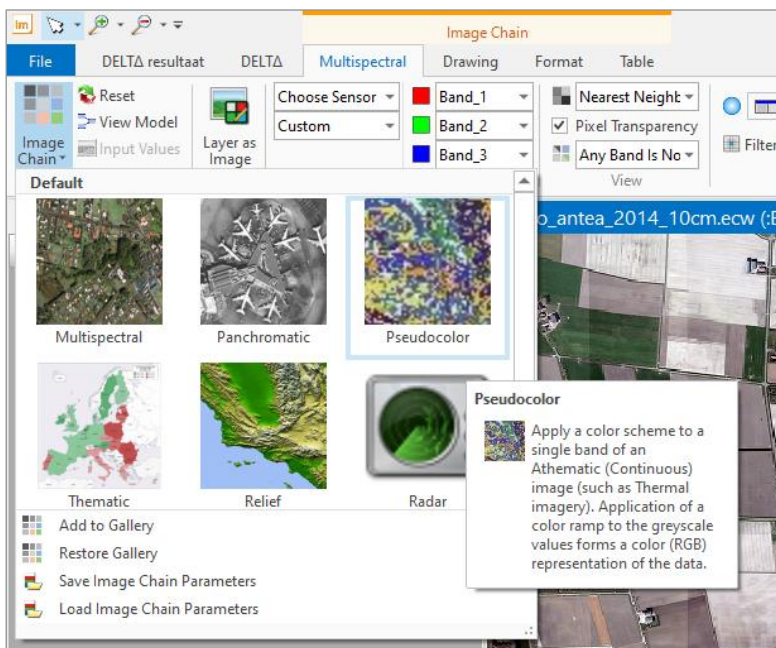 Im
Image Chain
File DELTΔ resultaat DELTΔ Multispectral Drawing Format Table
Reset
View Model
Input Values
Image
Chain
Layer as
Image
Choose Sensor
Custom
Band_1
Band_2
Band_3
Nearest Neight
Pixel Transparency
Any Band Is No
View
Filter
Default
o_antea_2014_10cm.ecw (:B
Multispectral Panchromatic Pseudocolor
Thematic Relief Radar
Pseudocolor
Apply a color scheme to a
single band of an
Athematic (Continuous)
image (such as Thermal
imagery). Application of a
color ramp to the greyscale
values forms a color (RGB)
representation of the data.
Add to Gallery
Restore Gallery
Save Image Chain Parameters
Load Image Chain Parameters